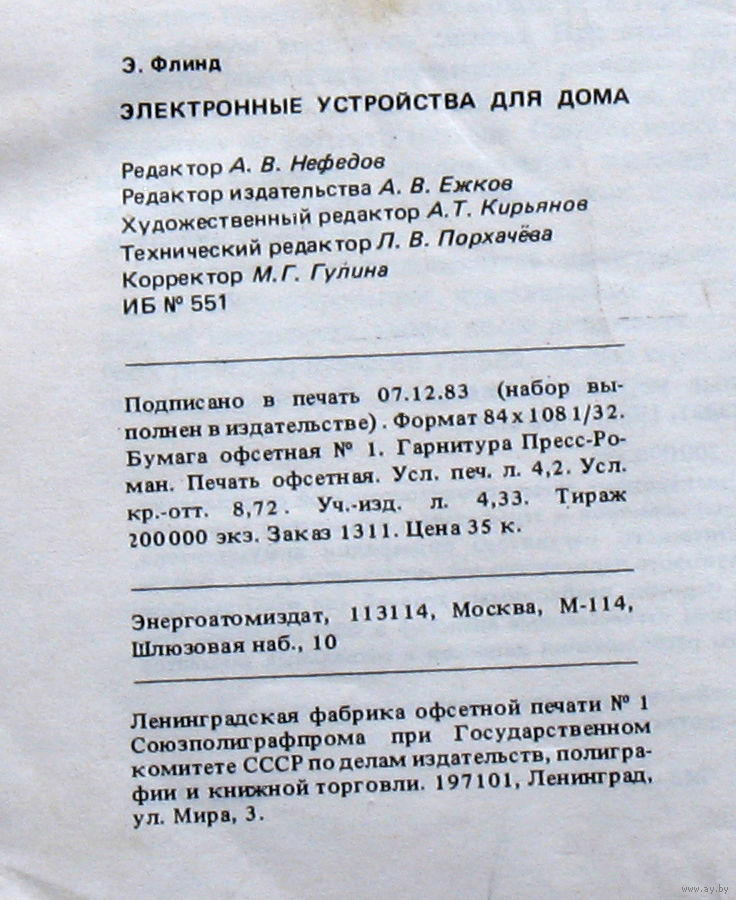 Э. Флинд
ЭЛЕКТРОННЫЕ УСТРОЙСТВА ДЛЯ ДОМА
Редактор А. В. Нефедов
Редактор издательства А. В. Ежков
Художественный редактор А.Т. Кирьянов
Технический редактор Л. В. Порхачёва
Корректор М.Г. Гулина
ИБ № 551
Подписано в печать 07.12.83 (набор вы-
полнен в издательстве). Формат 84х108 1/32.
Бумага офсетная № 1. Гарнитура Пресс-Ро-
ман. Печать офсетная. Усл. печ. л. 4,2. Усл.
кр.-отт. 8,72. Уч.-изд. л. 4,33. Тираж
200000 экз. Заказ 1311. Цена 35 к.
Энергоатомиздат, 113114, Москва, М-114,
Шлюзовая наб., 10
Ленинградская фабрика офсетной печати № 1
Союзполиграфпрома при Государственном
комитете СССР по делам издательств, полигра-
фии и книжной торговли. 197101, Ленинград,
ул. Мира, 3.
www.ay.by